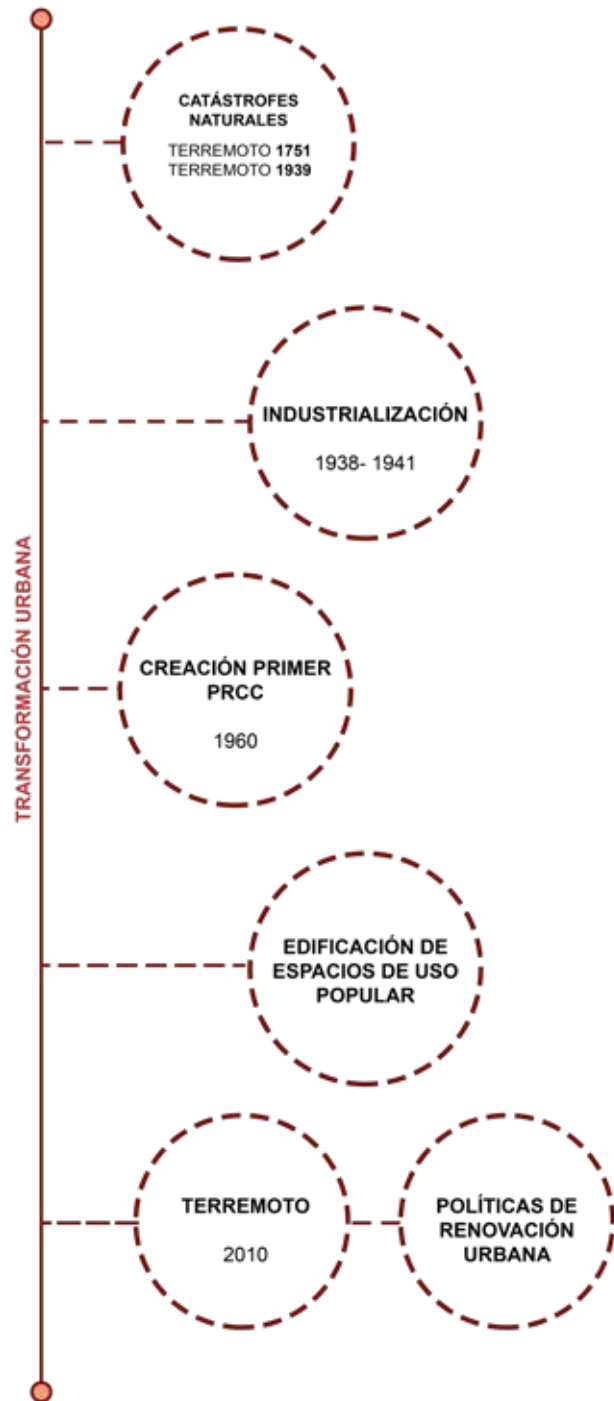 CATÁSTROFES
NATURALES
TERREMOTO 1751
TERREMOTO 1939
INDUSTRIALIZACIÓN
1938- 1941
TRANSFORMACIÓN URBANA
CREACIÓN PRIMER
PRCC
1960
EDIFICACIÓN DE
ESPACIOS DE USO
POPULAR
TERREMOTO
2010
POLÍTICAS DE
RENOVACIÓN
URBANA